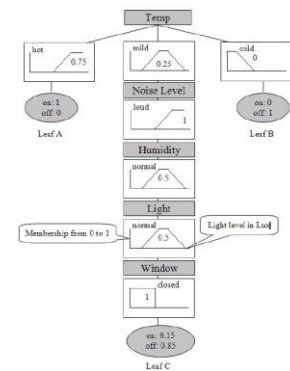 Temp
hot
0.75
mild
0.25
cold
0
on: 1
off: 0
Leaf A
Noise Level
loud
1
on: 0
off: 1
Leaf B
Humidity
normal
0.5
Light
Membership from 0 to 1
normal
0.5
Light level in Lux
Window
closed
1
on: 0.15
off: 0.85
Leaf C